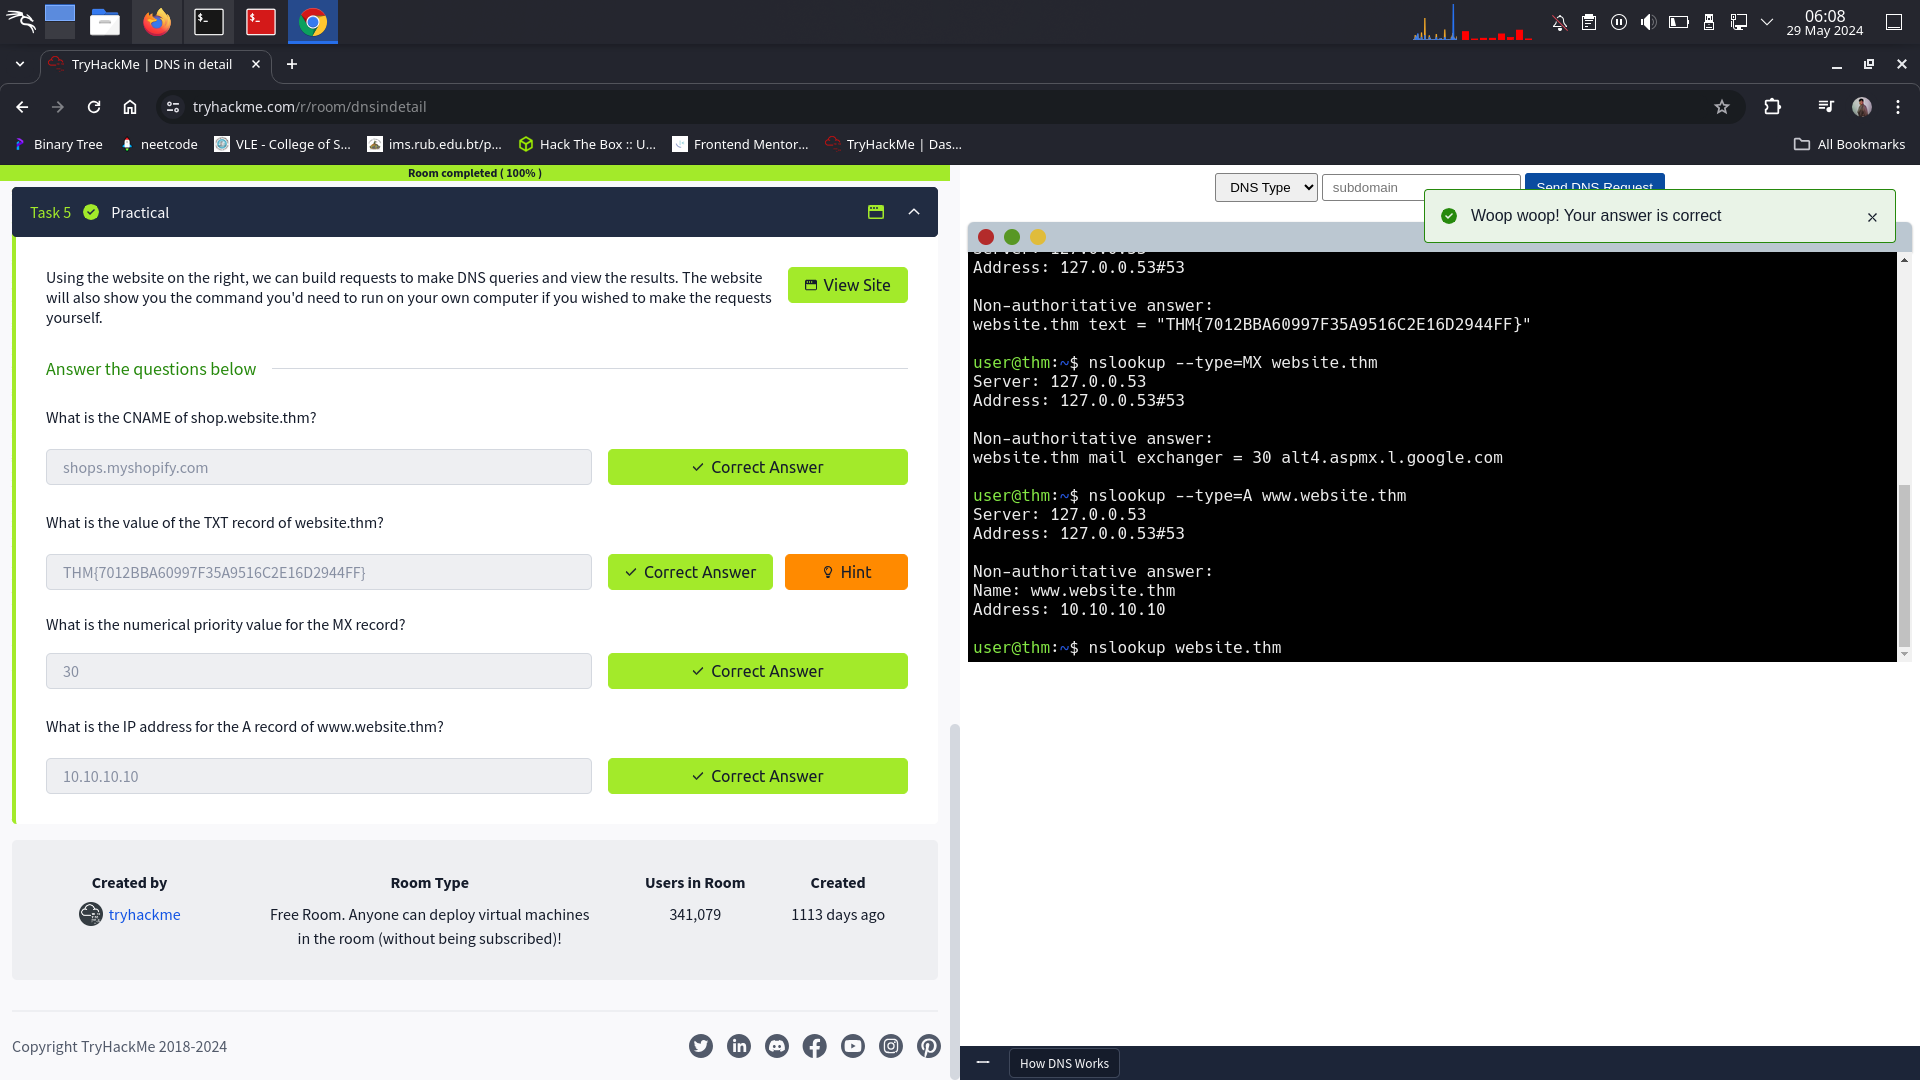 06:08
29 May 2024
TryHackMe | DNS in detail
tryhackme.com/r/room/dnsindetail
Binary Tree
neetcode
VLE - College of S...
ims.rub.edu.bt/p...
Hack The Box :: U...
Frontend Mentor...
TryHackMe | Das...
All Bookmarks
Room completed ( 100% )
Task 5
Practical
Using the website on the right, we can build requests to make DNS queries and view the results. The website
will also show you the command you'd need to run on your own computer if you wished to make the requests
yourself.
View Site
Answer the questions below
What is the CNAME of shop.website.thm?
shops.myshopify.com
Correct Answer
What is the value of the TXT record of website.thm?
THM{7012BBA60997F35A9516C2E16D2944FF}
Correct Answer
Hint
What is the numerical priority value for the MX record?
30
Correct Answer
What is the IP address for the A record of www.website.thm?
10.10.10.10
Correct Answer
Created by
tryhackme
Room Type
Free Room. Anyone can deploy virtual machines
in the room (without being subscribed)!
Users in Room
341,079
Created
1113 days ago
Copyright TryHackMe 2018-2024
DNS Type
subdomain
Send DNS Request
Woop woop! Your answer is correct
Server: 127.0.0.53
Address: 127.0.0.53#53
Non-authoritative answer:
website.thm text = "THM{7012BBA60997F35A9516C2E16D2944FF}"
user@thm:~$ nslookup --type=MX website.thm
Server: 127.0.0.53
Address: 127.0.0.53#53
Non-authoritative answer:
website.thm mail exchanger = 30 alt4.aspmx.l.google.com
user@thm:~$ nslookup --type=A www.website.thm
Server: 127.0.0.53
Address: 127.0.0.53#53
Non-authoritative answer:
Name: www.website.thm
Address: 10.10.10.10
user@thm:~$ nslookup website.thm
How DNS Works